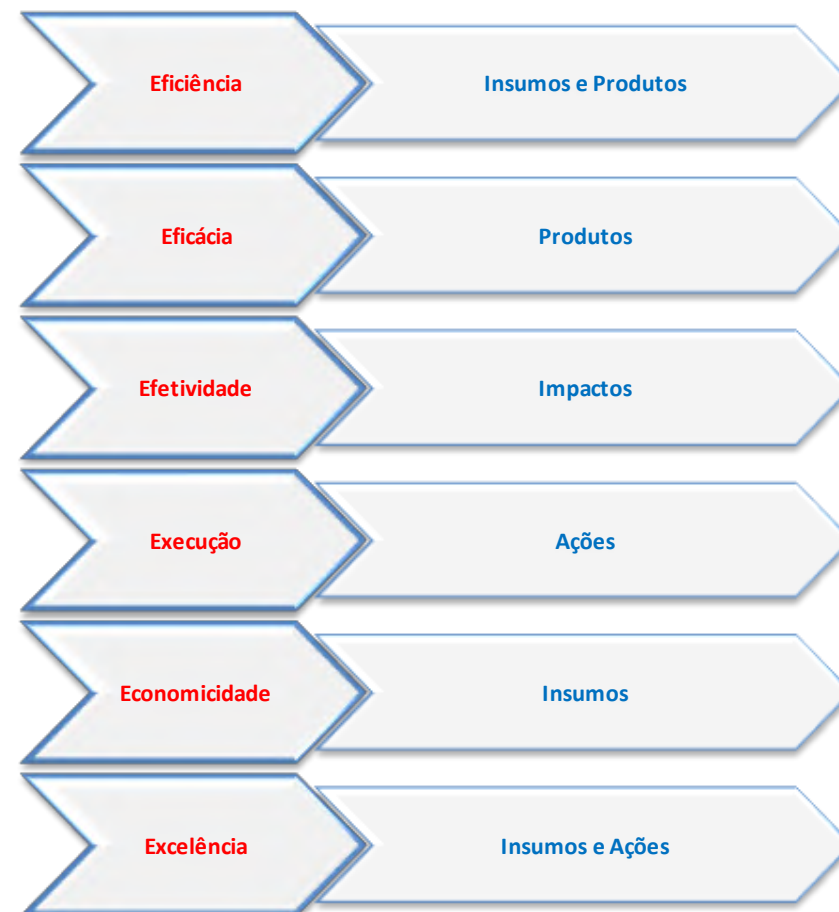 Eficiência
Insumos e Produtos
Eficácia
Produtos
Efetividade
Impactos
Execução
Ações
Economicidade
Insumos
Excelência
Insumos e Ações